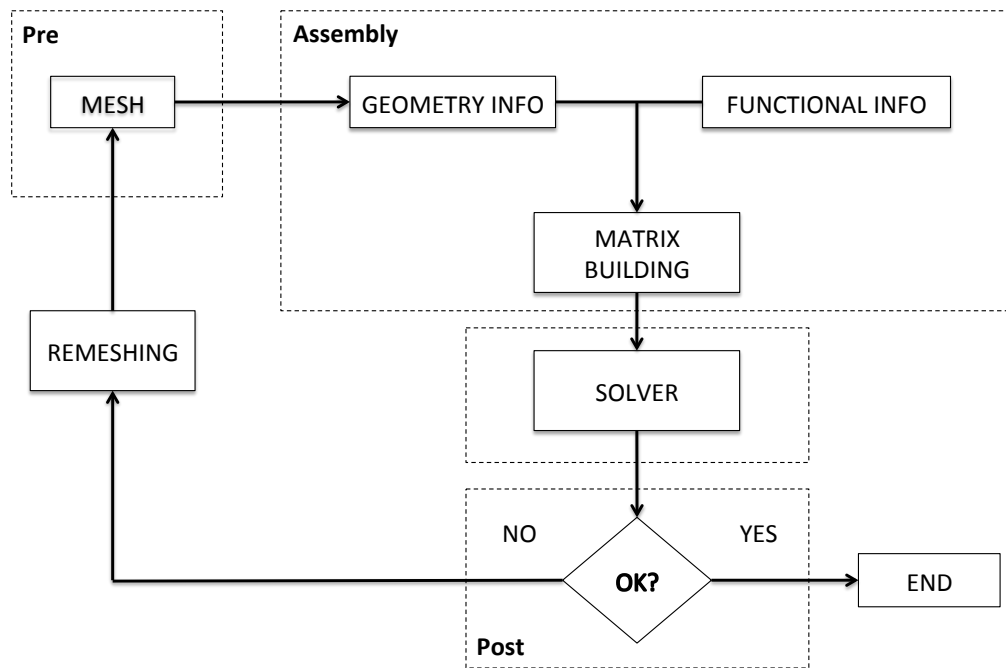 Pre
Assembly
MESH
GEOMETRY INFO
FUNCTIONAL INFO
MATRIX
BUILDING
REMESHING
SOLVER
NO
YES
OK?
END
Post